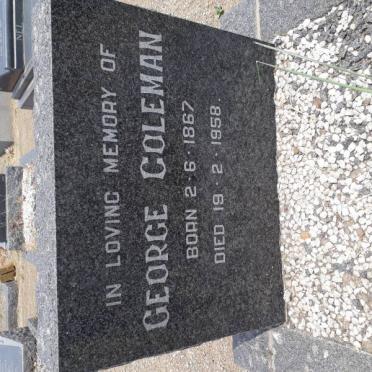 IN LOVING MEMORY OF
GEORGE COLEMAN
BORN 2·6·1867
DIED 19·2·1958